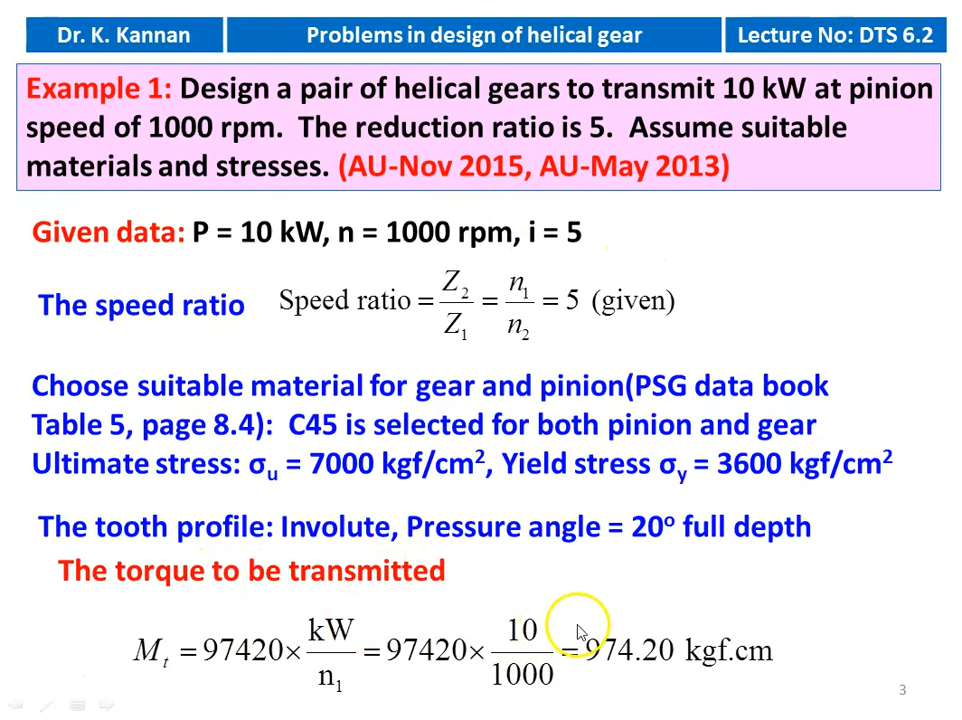 Dr. K. Kannan
Problems in design of helical gear
Lecture No: DTS 6.2
Example 1: Design a pair of helical gears to transmit 10 kW at pinion
speed of 1000 rpm. The reduction ratio is 5. Assume suitable
materials and stresses. (AU-Nov 2015, AU-May 2013)
Given data: P = 10 kW, n = 1000 rpm, i = 5
The speed ratio Speed ratio = Z₂/Z₁ = n₁/n₂ = 5 (given)
Choose suitable material for gear and pinion(PSG data book
Table 5, page 8.4): C45 is selected for both pinion and gear
Ultimate stress: σu = 7000 kgf/cm², Yield stress σy = 3600 kgf/cm²
The tooth profile: Involute, Pressure angle = 20° full depth
The torque to be transmitted
Mt = 97420 × kW/n₁ = 97420 × 10/1000 = 974.20 kgf.cm
3